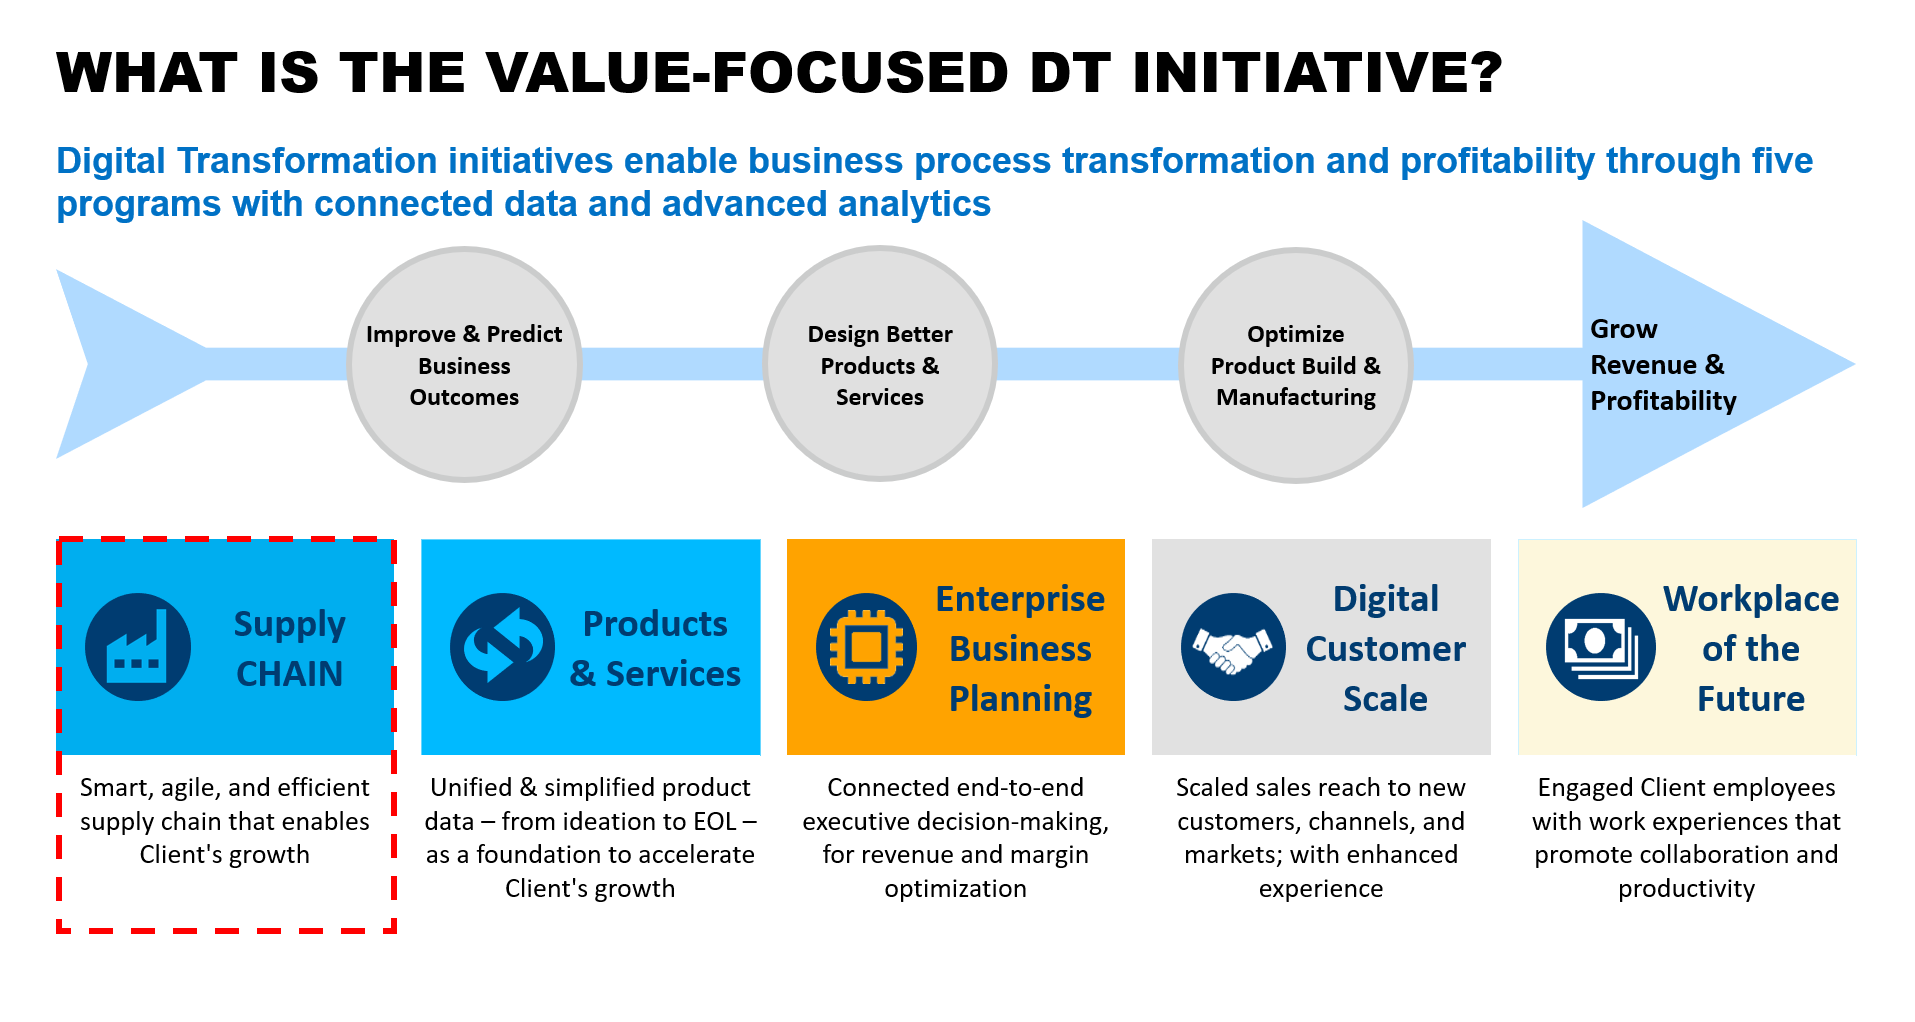 WHAT IS THE VALUE-FOCUSED DT INITIATIVE?
Digital Transformation initiatives enable business process transformation and profitability through five
programs with connected data and advanced analytics
Improve & Predict
Business
Outcomes
Design Better
Products &
Services
Optimize
Product Build &
Manufacturing
Grow
Revenue &
Profitability
Supply
CHAIN
Smart, agile, and efficient
supply chain that enables
Client's growth
Products
& Services
Unified & simplified product
data – from ideation to EOL –
as a foundation to accelerate
Client's growth
Enterprise
Business
Planning
Connected end-to-end
executive decision-making,
for revenue and margin
optimization
Digital
Customer
Scale
Scaled sales reach to new
customers, channels, and
markets; with enhanced
experience
Workplace
of the
Future
Engaged Client employees
with work experiences that
promote collaboration and
productivity